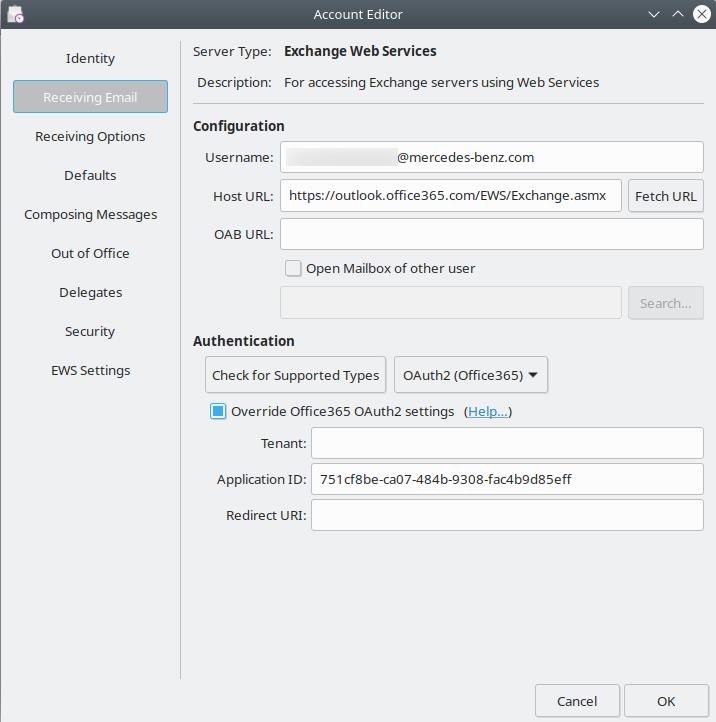 Account Editor
Identity
Receiving Email
Receiving Options
Defaults
Composing Messages
Out of Office
Delegates
Security
EWS Settings
Server Type: Exchange Web Services
Description: For accessing Exchange servers using Web Services
Configuration
Username: @mercedes-benz.com
Host URL: https://outlook.office365.com/EWS/Exchange.asmx Fetch URL
OAB URL:
Open Mailbox of other user
Search...
Authentication
Check for Supported Types OAuth2 (Office365)
Override Office365 OAuth2 settings (Help...)
Tenant:
Application ID: 751cf8be-ca07-484b-9308-fac4b9d85eff
Redirect URI:
Cancel OK